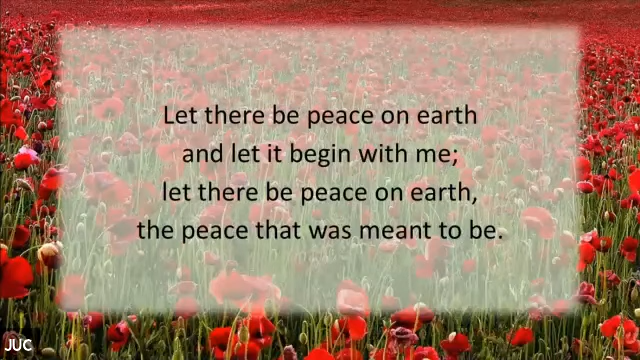 Let there be peace on earth
and let it begin with me;
let there be peace on earth,
the peace that was meant to be.
JUC